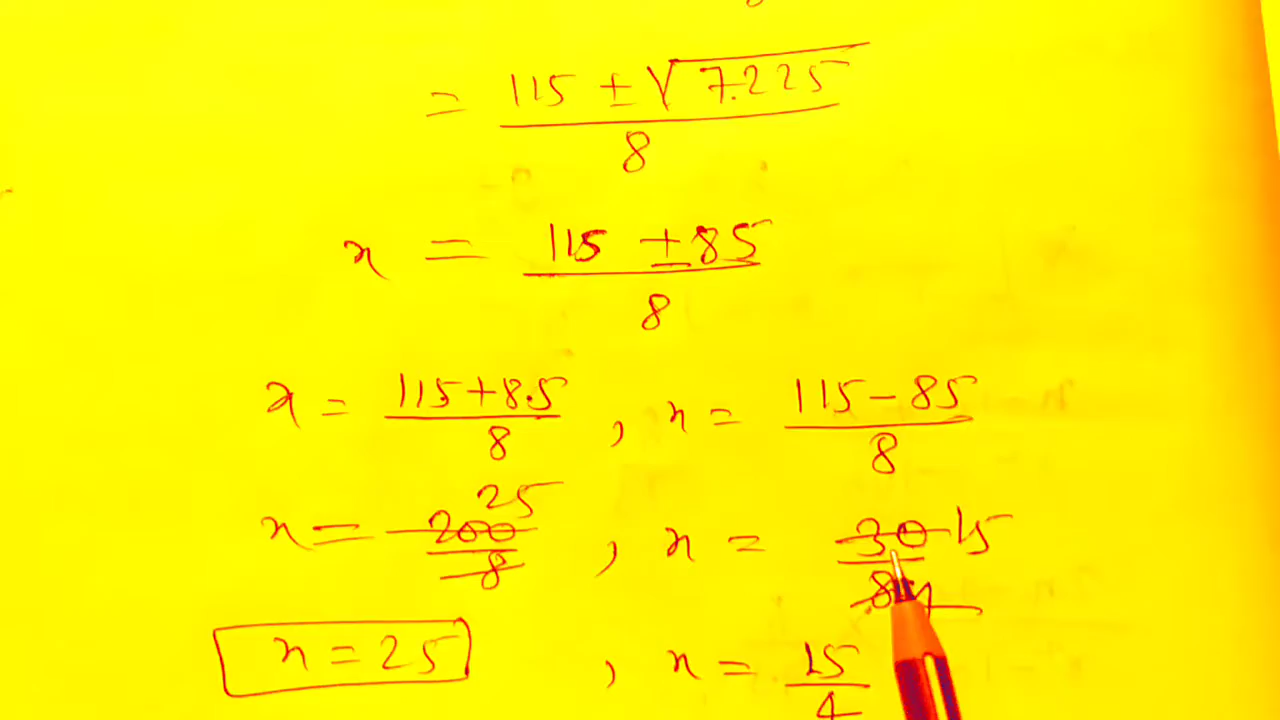 = 115 ± √7225 / 8
x = 115 ± 85 / 8
x = 115+85 / 8 , x = 115-85 / 8
x = 200 / 8 25 , x = 30 / 8 15 4
x = 25 , x = 15 / 4